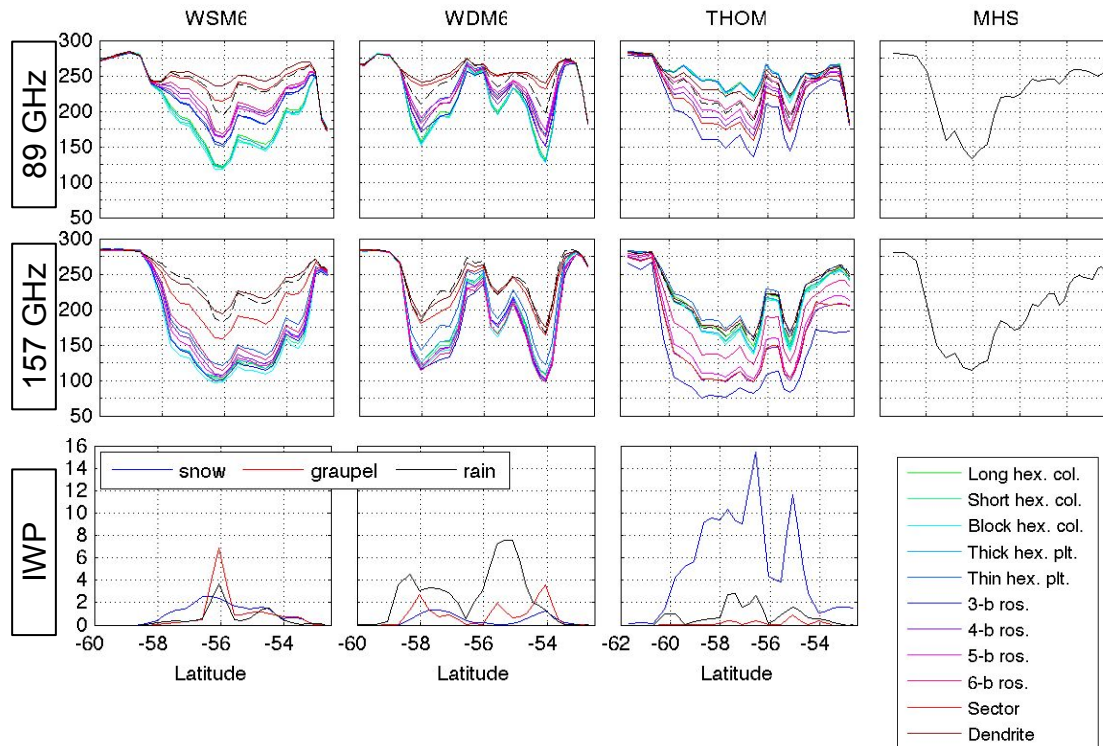 WSM6 WDM6 THOM MHS
89 GHz
300
250
200
150
100
50
157 GHz
300
250
200
150
100
50
IWP
16
14
12
10
8
6
4
2
0
snow graupel rain
-60 -58 -56 -54
-60 -58 -56 -54
-62 -60 -58 -56 -54
Latitude Latitude Latitude
Long hex. col.
Short hex. col.
Block hex. col.
Thick hex. plt.
Thin hex. plt.
3-b ros.
4-b ros.
5-b ros.
6-b ros.
Sector
Dendrite